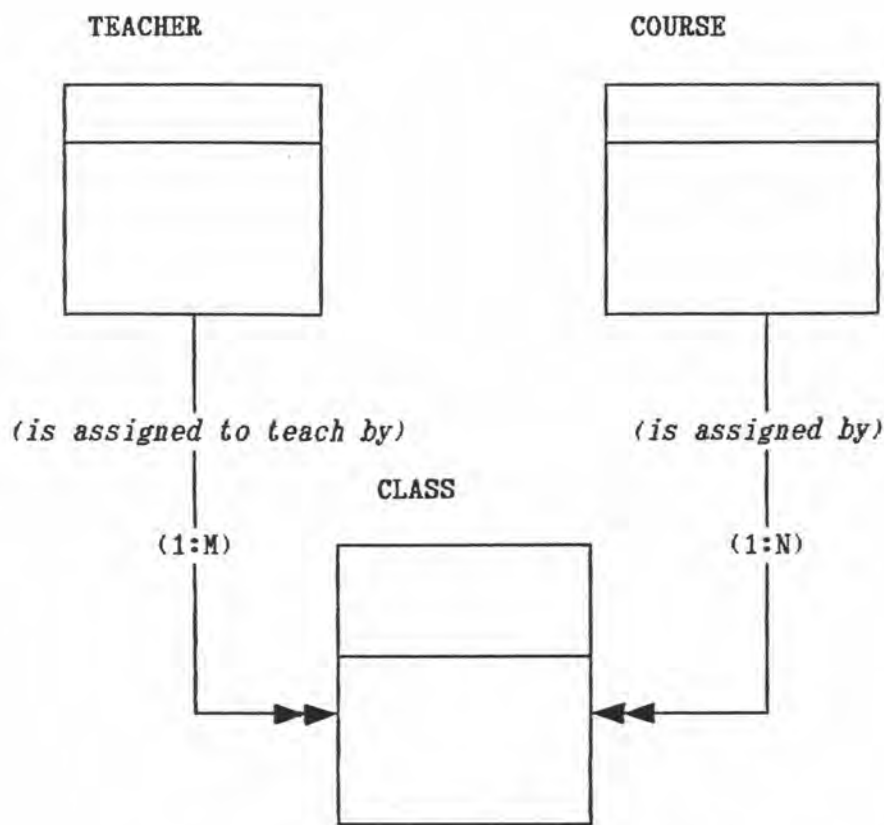 TEACHER
COURSE
(is assigned to teach by)
(is assigned by)
CLASS
(1:M)
(1:N)